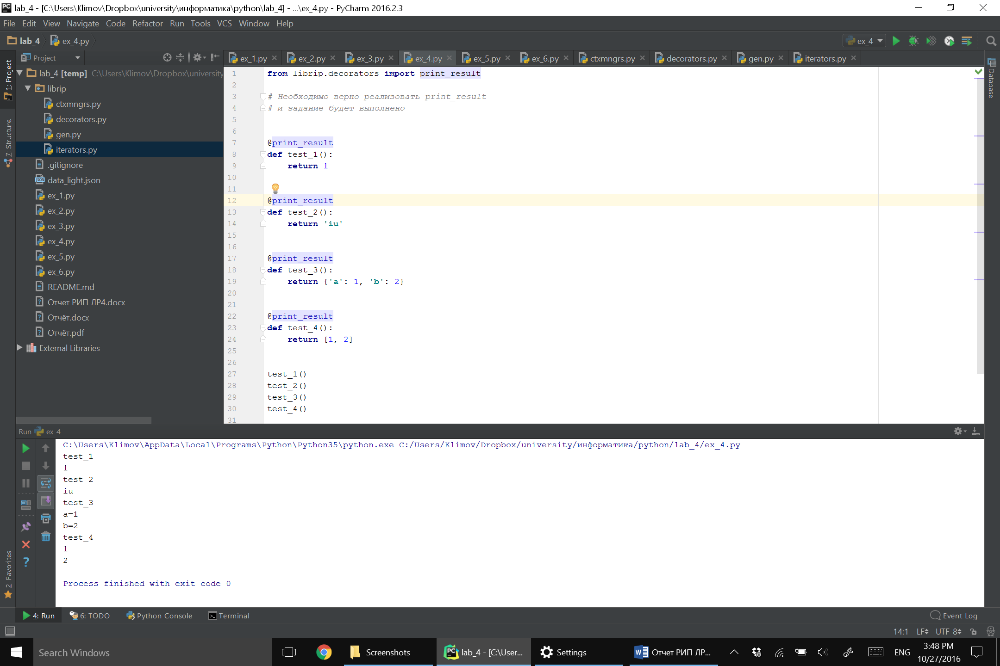 lab_4 - [C:\Users\Klimov\Dropbox\university\информатика\python\lab_4] - ...\ex_4.py - PyCharm 2016.2.3
File Edit View Navigate Code Refactor Run Tools VCS Window Help
lab_4 ex_4.py
ex_4
Project
ex_1.py ex_2.py ex_3.py ex_4.py ex_5.py ex_6.py ctxmngrs.py decorators.py gen.py iterators.py
1: Project
7: Structure
2: Favorites
Database
lab_4 [temp] C:\Users\Klimov\Dropbox\university
librip
ctxmngrs.py
decorators.py
gen.py
iterators.py
.gitignore
data_light.json
ex_1.py
ex_2.py
ex_3.py
ex_4.py
ex_5.py
ex_6.py
README.md
Отчет РИП ЛР4.docx
Отчёт.docx
Отчёт.pdf
External Libraries
1 from librip.decorators import print_result
2
3 # Необходимо верно реализовать print_result
4 # и задание будет выполнено
5
6
7 @print_result
8 def test_1():
9     return 1
10
11
12 @print_result
13 def test_2():
14     return 'iu'
15
16
17 @print_result
18 def test_3():
19     return {'a': 1, 'b': 2}
20
21
22 @print_result
23 def test_4():
24     return [1, 2]
25
26
27 test_1()
28 test_2()
29 test_3()
30 test_4()
31
Run ex_4
C:\Users\Klimov\AppData\Local\Programs\Python\Python35\python.exe C:/Users/Klimov/Dropbox/university/информатика/python/lab_4/ex_4.py
test_1
1
test_2
iu
test_3
a=1
b=2
test_4
1
2
Process finished with exit code 0
4: Run 6: TODO Python Console Terminal Event Log
14:1 LF UTF-8
Search Windows
Screenshots
lab_4 - [C:\User...
Settings
Отчет РИП ЛР...
ENG
3:48 PM
10/27/2016